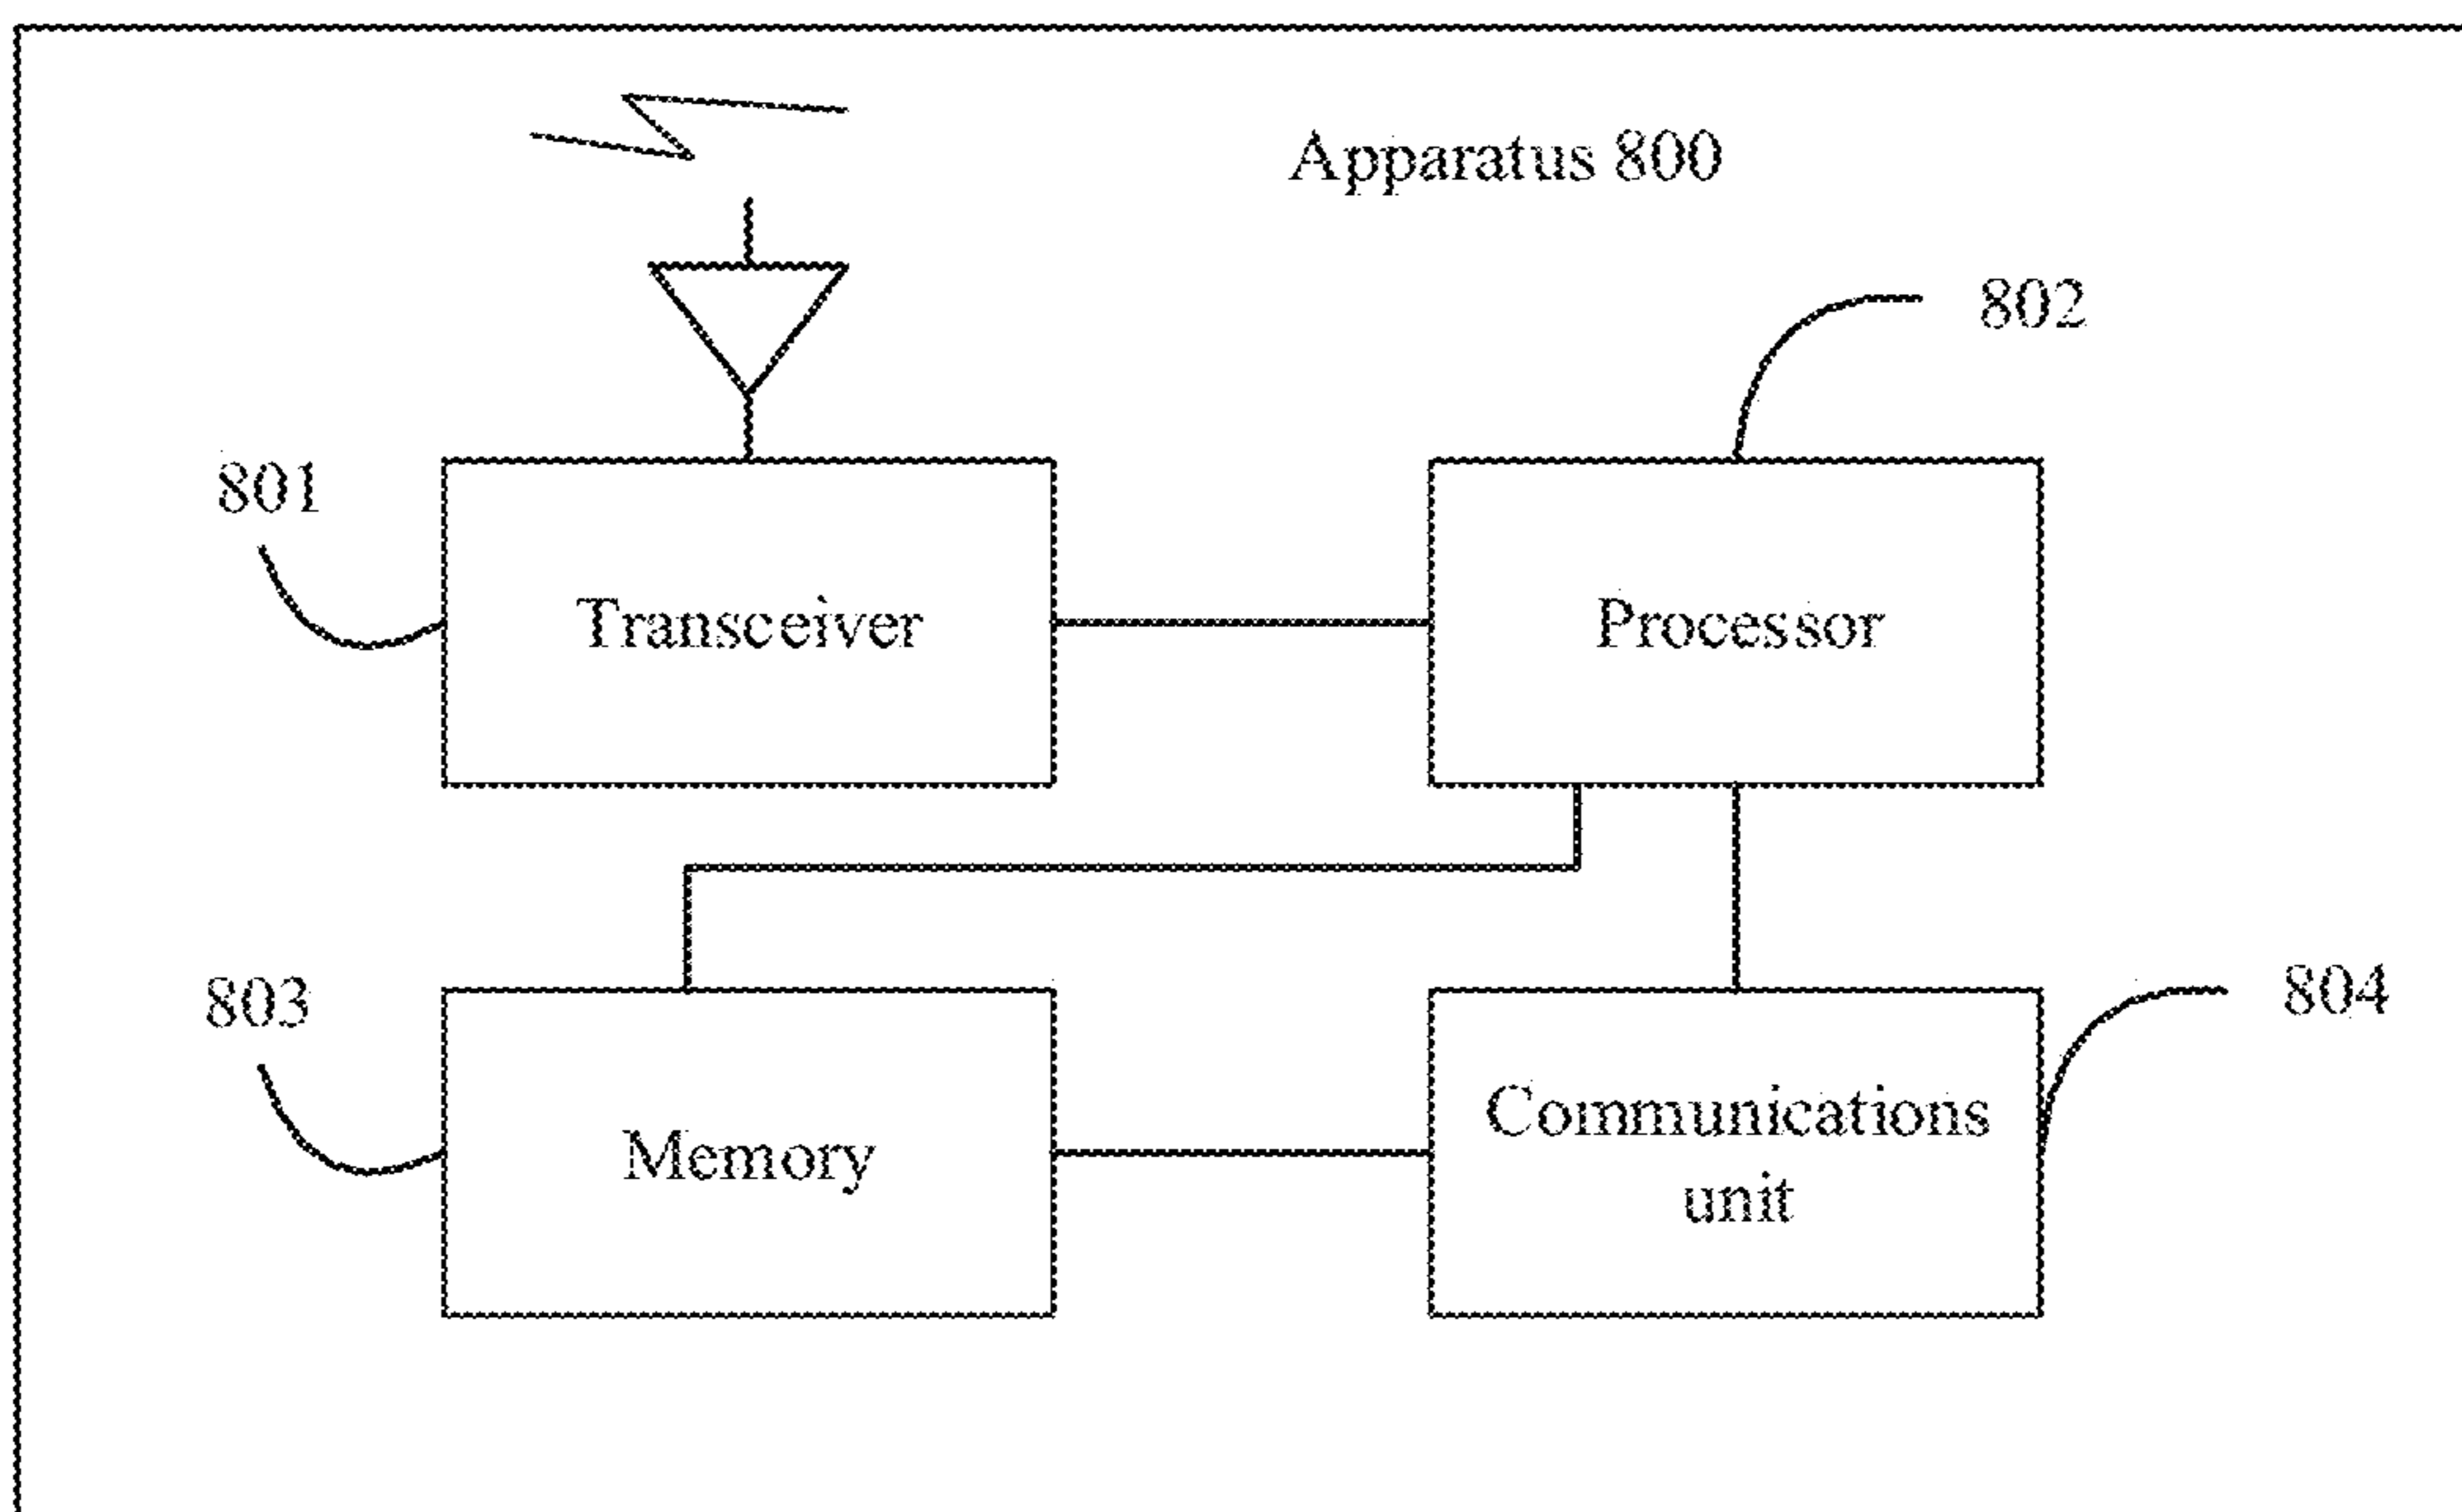 Apparatus 800
802
801
Transceiver
Processor
803
804
Memory
Communications
unit